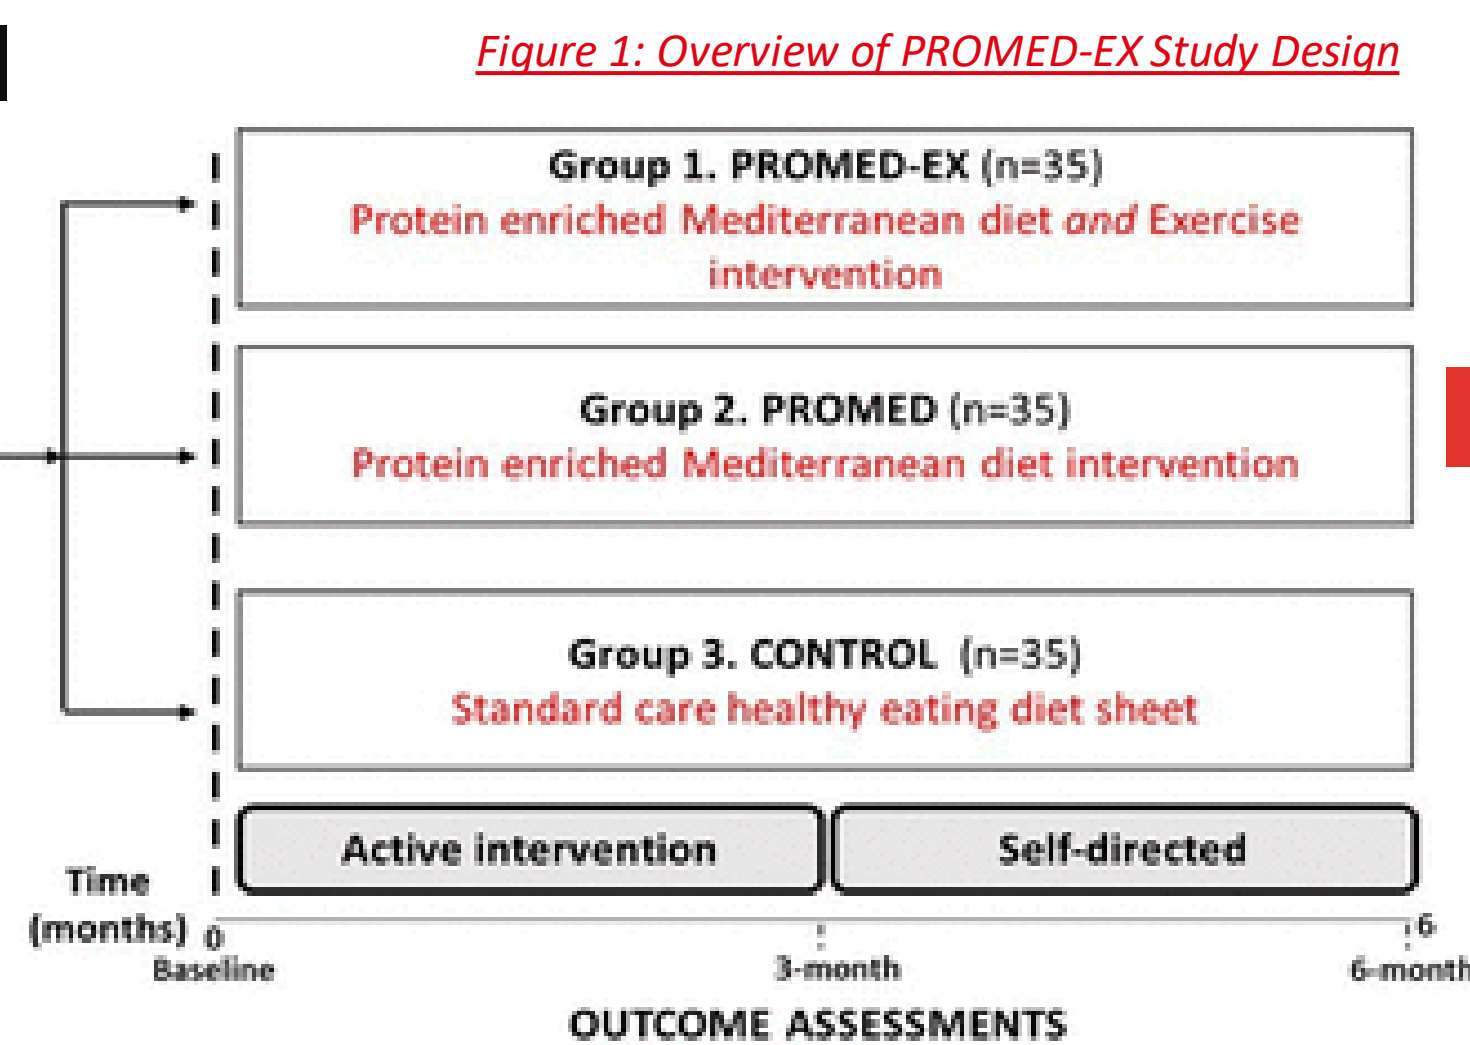 Figure 1: Overview of PROMED-EX Study Design
Group 1. PROMED-EX (n=35)
Protein enriched Mediterranean diet and Exercise
intervention
Group 2. PROMED (n=35)
Protein enriched Mediterranean diet intervention
Group 3. CONTROL (n=35)
Standard care healthy eating diet sheet
Active intervention
Self-directed
Time
(months)
0
6
Baseline
3-month
6-month
OUTCOME ASSESSMENTS